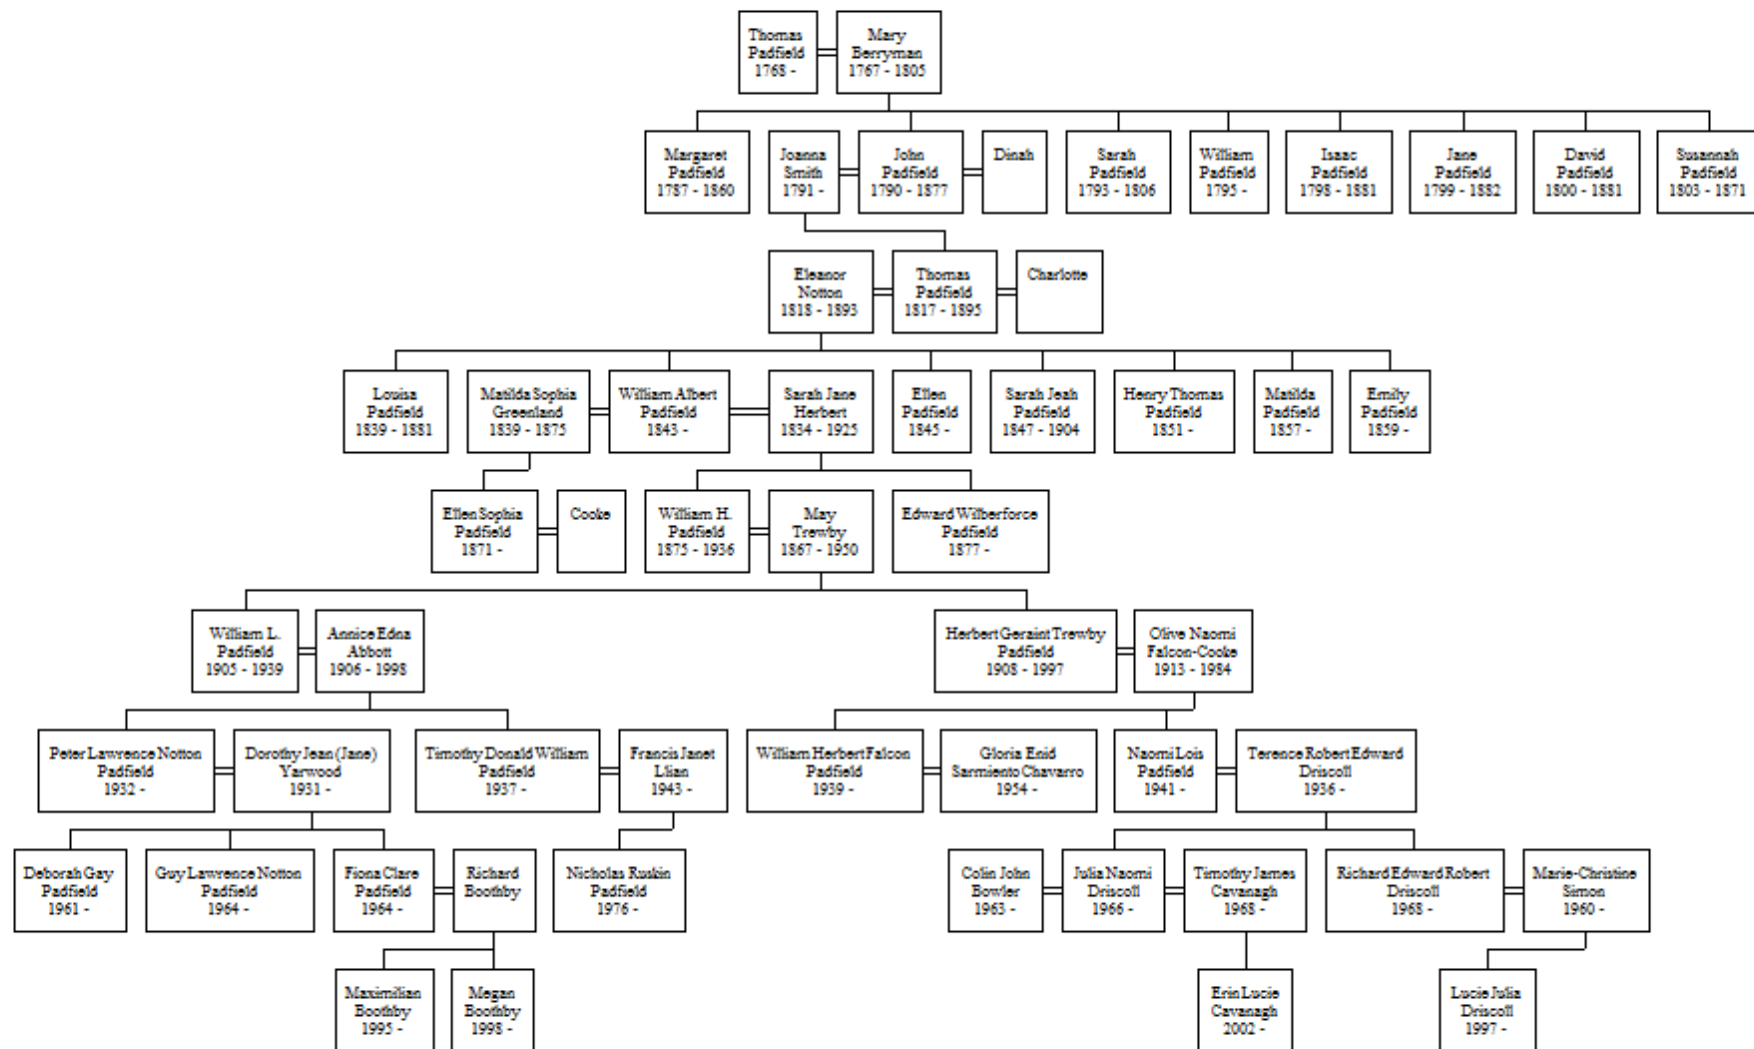 Thomas
Padfield
1768 -
Mary
Berryman
1767 - 1805
Margaret
Padfield
1787 - 1860
Joanna
Smith
1791 -
John
Padfield
1790 - 1877
Dinah
Sarah
Padfield
1793 - 1806
William
Padfield
1795 -
Isaac
Padfield
1798 - 1881
Jane
Padfield
1799 - 1882
David
Padfield
1800 - 1881
Susannah
Padfield
1803 - 1871
Eleanor
Notton
1818 - 1893
Thomas
Padfield
1817 - 1895
Charlotte
Louisa
Padfield
1839 - 1881
Matilda Sophia
Greenland
1839 - 1875
William Albert
Padfield
1843 -
Sarah Jane
Herbert
1834 - 1925
Ellen
Padfield
1845 -
Sarah Jeah
Padfield
1847 - 1904
Henry Thomas
Padfield
1851 -
Matilda
Padfield
1857 -
Emily
Padfield
1859 -
Ellen Sophia
Padfield
1871 -
Cooke
William H.
Padfield
1875 - 1936
May
Trewby
1867 - 1950
Edward Wilberforce
Padfield
1877 -
William L.
Padfield
1905 - 1939
Annice Edna
Abbott
1906 - 1998
Herbert Geraint Trewby
Padfield
1908 - 1997
Olive Naomi
Falcon-Cooke
1913 - 1984
Peter Lawrence Notton
Padfield
1932 -
Dorothy Jean (Jane)
Yarwood
1931 -
Timothy Donald William
Padfield
1937 -
Francis Janet
Llian
1943 -
William Herbert Falcon
Padfield
1939 -
Gloria Enid
Sarmiento Chavarro
1954 -
Naomi Lois
Padfield
1941 -
Terence Robert Edward
Driscoll
1936 -
Deborah Gay
Padfield
1961 -
Guy Lawrence Notton
Padfield
1964 -
Fiona Clare
Padfield
1964 -
Richard
Boothby
Nicholas Ruskin
Padfield
1976 -
Colin John
Bowler
1963 -
Julia Naomi
Driscoll
1966 -
Timothy James
Cavanagh
1968 -
Richard Edward Robert
Driscoll
1968 -
Marie-Christine
Simon
1960 -
Maximilian
Boothby
1995 -
Megan
Boothby
1998 -
Erin Lucie
Cavanagh
2002 -
Lucie Julia
Driscoll
1997 -